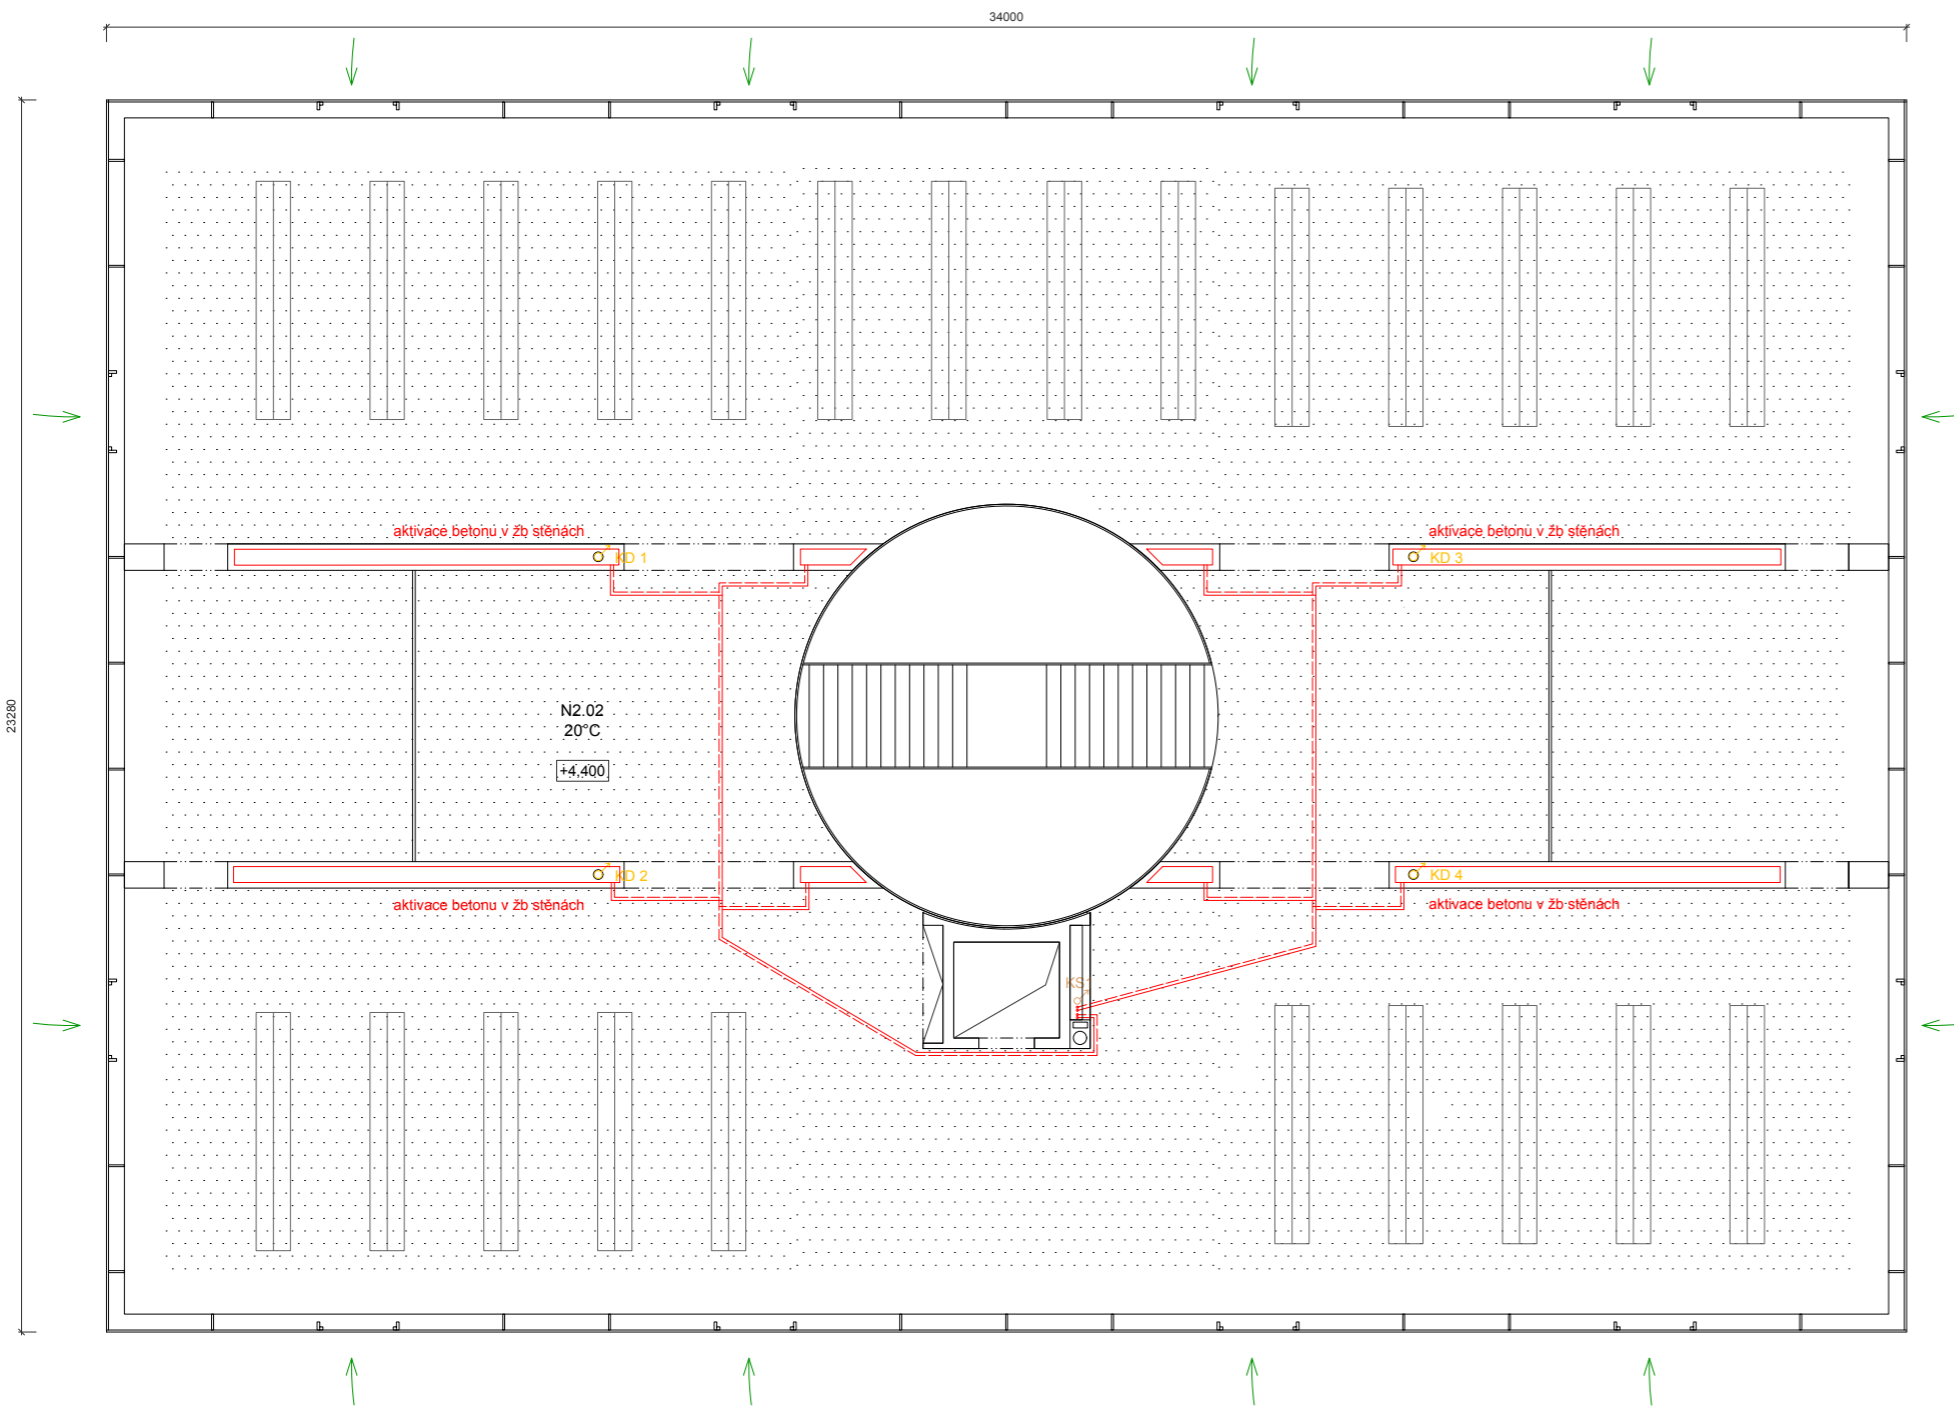 34000
23280
aktivace betonu v žb stěnách
aktivace betonu v žb stěnách
KD 1
KD 3
N2.02
20°C
+4,400
KD 2
KD 4
aktivace betonu v žb stěnách
aktivace betonu v žb stěnách